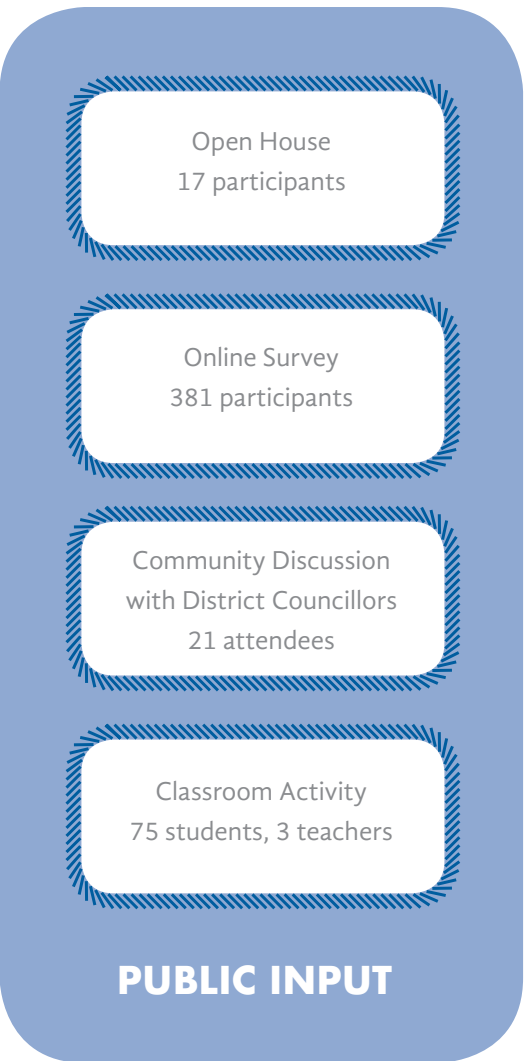 Open House
17 participants
Online Survey
381 participants
Community Discussion
with District Councillors
21 attendees
Classroom Activity
75 students, 3 teachers
PUBLIC INPUT